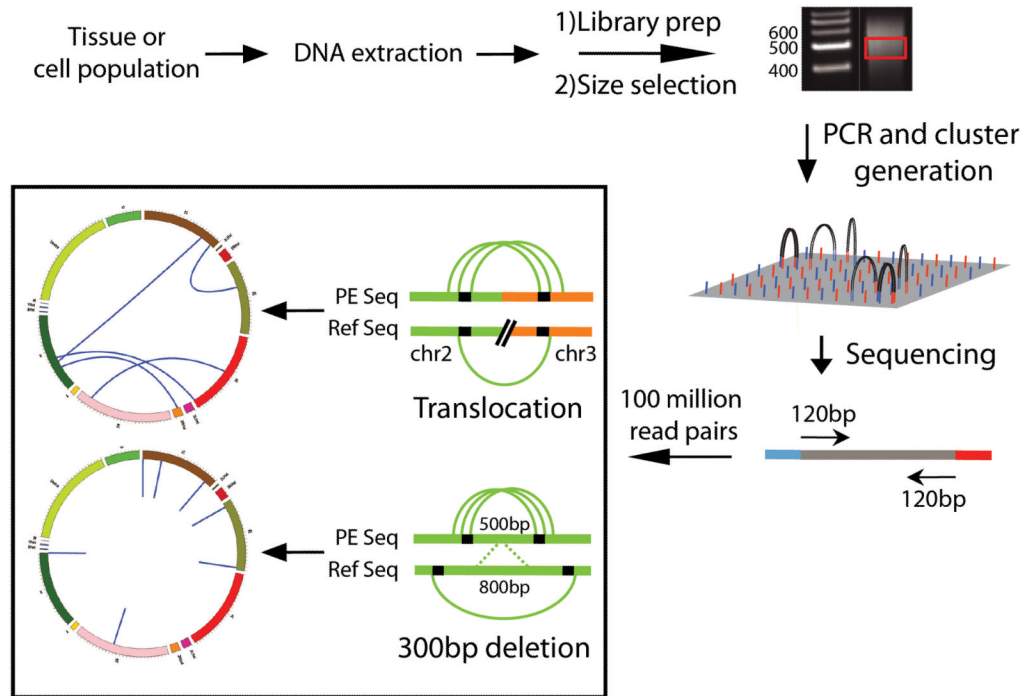 Tissue or
cell population
DNA extraction
1)Library prep
2)Size selection
600
500
400
PCR and cluster
generation
Sequencing
120bp
120bp
100 million
read pairs
PE Seq
Ref Seq
chr2
chr3
Translocation
500bp
PE Seq
Ref Seq
800bp
300bp deletion